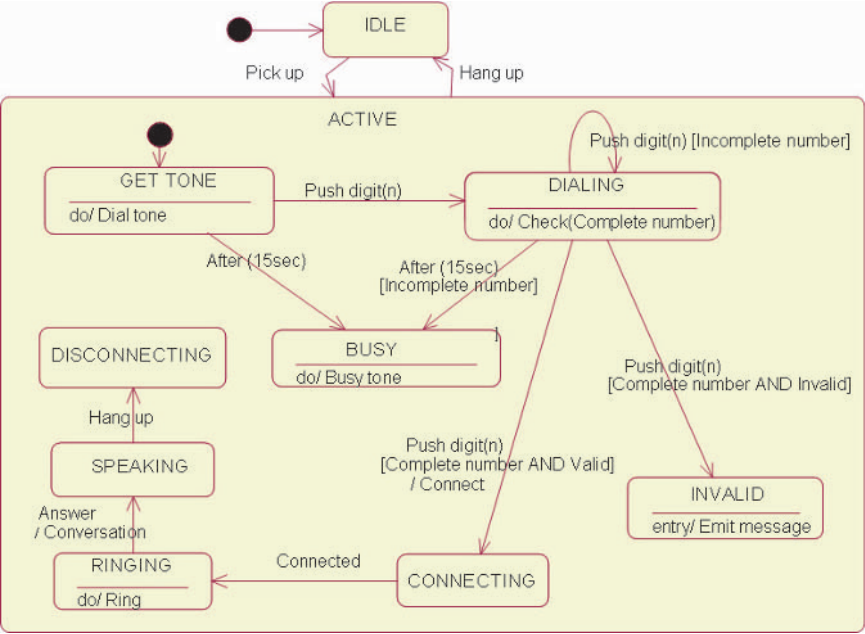 IDLE
Pick up
Hang up
ACTIVE
Push digit(n) [Incomplete number]
GET TONE
do/ Dial tone
Push digit(n)
DIALING
do/ Check(Complete number)
After (15sec)
After (15sec)
[Incomplete number]
]
BUSY
do/ Busy tone
DISCONNECTING
Push digit(n)
[Complete number AND Invalid]
Hang up
Push digit(n)
[Complete number AND Valid]
/ Connect
SPEAKING
INVALID
entry/ Emit message
Answer
/ Conversation
RINGING
do/ Ring
Connected
CONNECTING